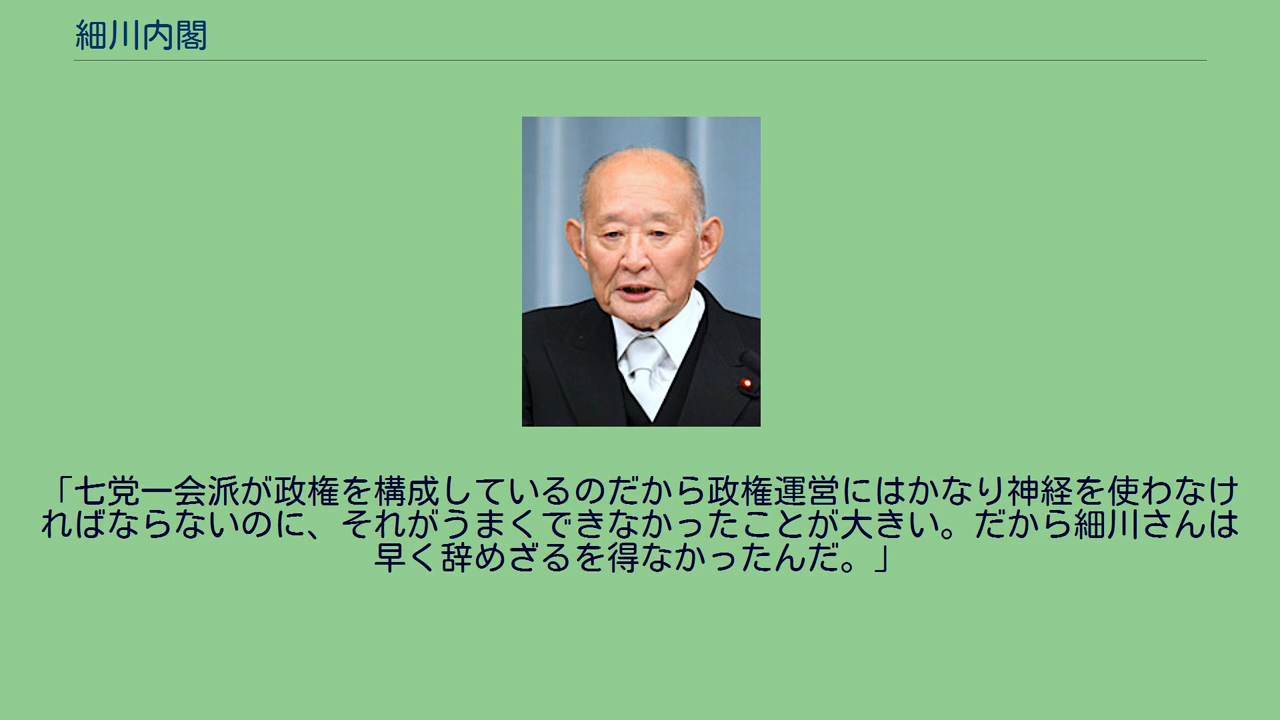 細川内閣
「七党一会派が政権を構成しているのだから政権運営にはかなり神経を使わなけ
ればならないのに、それがうまくできなかったことが大きい。だから細川さんは
早く辞めざるを得なかったんだ。」